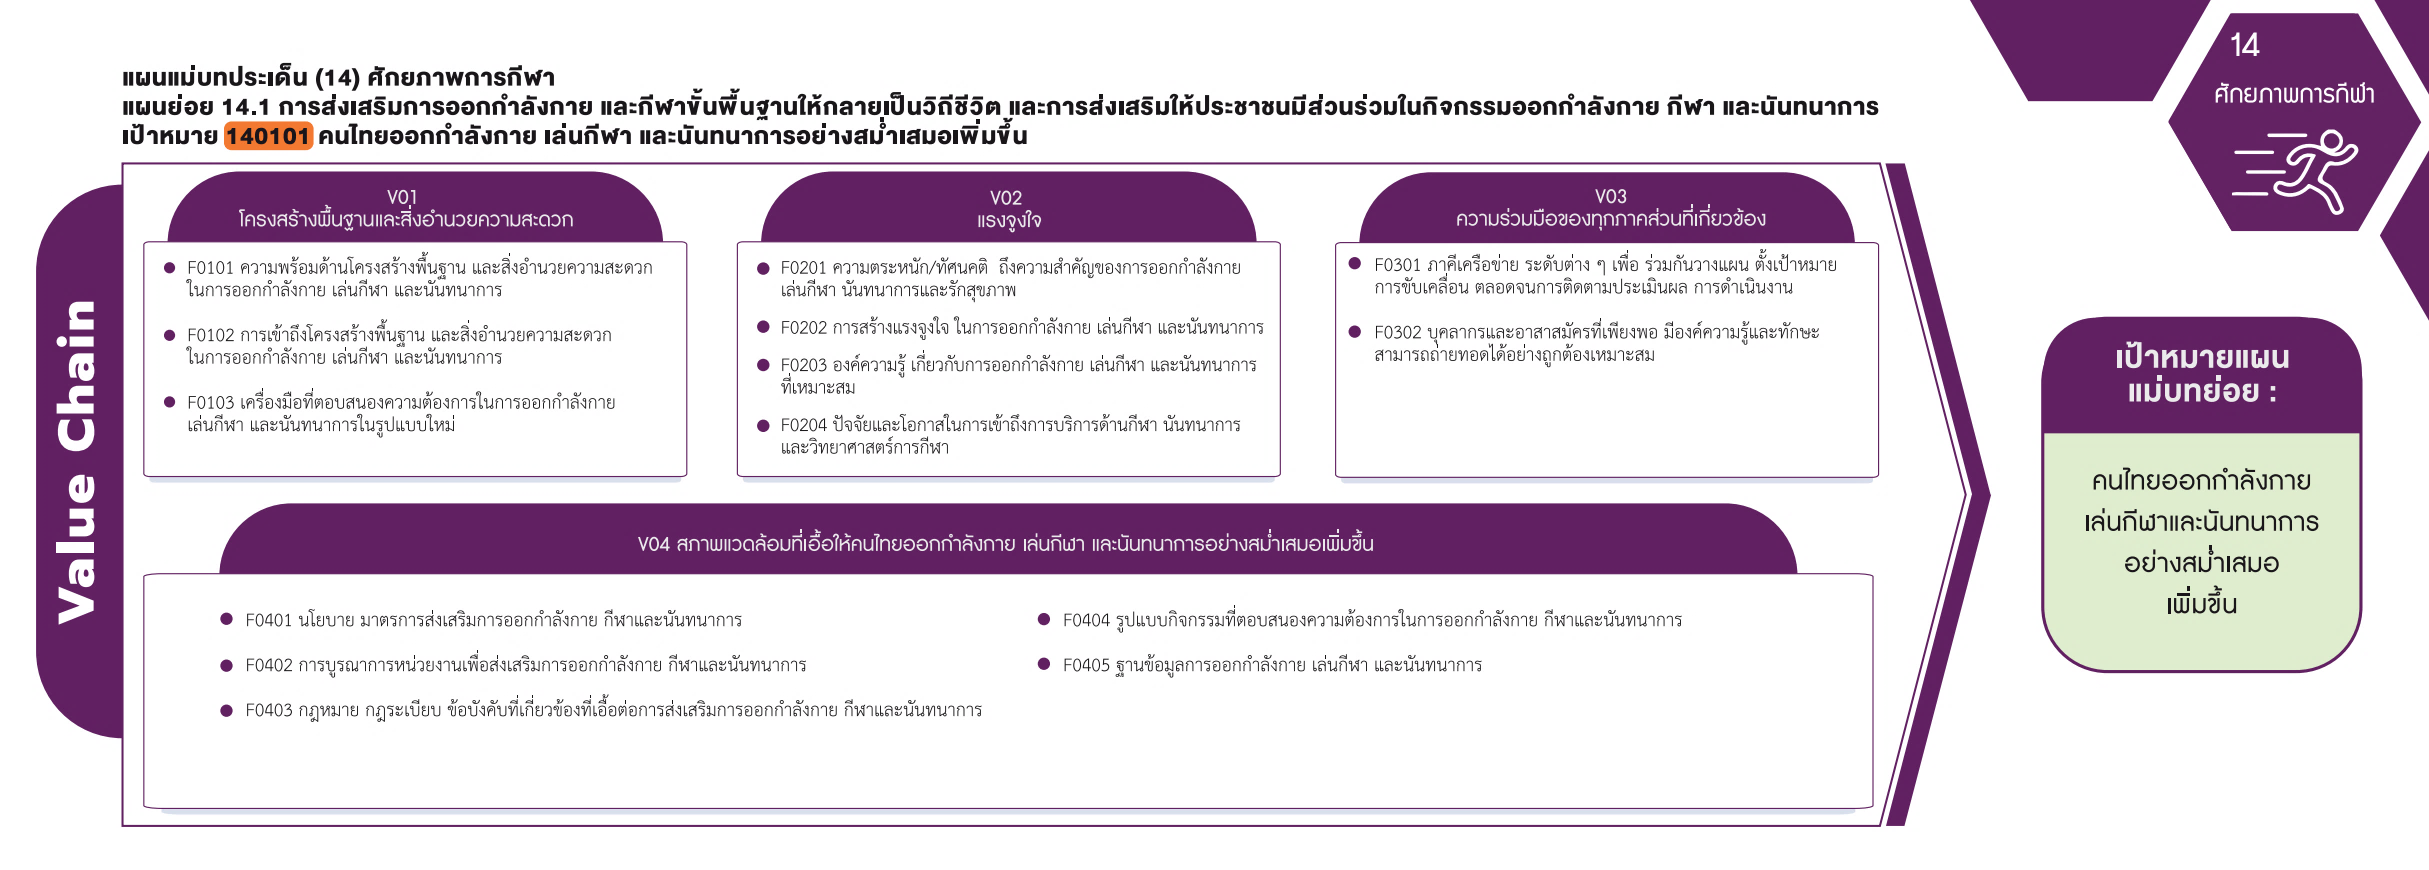 แผนแม่บทประเด็น (14) ศักยภาพการกีฬา
แผนย่อย 14.1 การส่งเสริมการออกกำลังกาย และกีฬาขั้นพื้นฐานให้กลายเป็นวิถีชีวิต และการส่งเสริมให้ประชาชนมีส่วนร่วมในกิจกรรมออกกำลังกาย กีฬา และนันทนาการ
เป้าหมาย 140101 คนไทยออกกำลังกาย เล่นกีฬา และนันทนาการอย่างสม่ำเสมอเพิ่มขึ้น
14
ศักยภาพการกีฬา
Value Chain
V01
โครงสร้างพื้นฐานและสิ่งอำนวยความสะดวก
F0101 ความพร้อมด้านโครงสร้างพื้นฐาน และสิ่งอำนวยความสะดวก
ในการออกกำลังกาย เล่นกีฬา และนันทนาการ
F0102 การเข้าถึงโครงสร้างพื้นฐาน และสิ่งอำนวยความสะดวก
ในการออกกำลังกาย เล่นกีฬา และนันทนาการ
F0103 เครื่องมือที่ตอบสนองความต้องการในการออกกำลังกาย
เล่นกีฬา และนันทนาการในรูปแบบใหม่
V02
แรงจูงใจ
F0201 ความตระหนัก/ทัศนคติ ถึงความสำคัญของการออกกำลังกาย
เล่นกีฬา นันทนาการและรักสุขภาพ
F0202 การสร้างแรงจูงใจ ในการออกกำลังกาย เล่นกีฬา และนันทนาการ
F0203 องค์ความรู้ เกี่ยวกับการออกกำลังกาย เล่นกีฬา และนันทนาการ
ที่เหมาะสม
F0204 ปัจจัยและโอกาสในการเข้าถึงการบริการด้านกีฬา นันทนาการ
และวิทยาศาสตร์การกีฬา
V03
ความร่วมมือของทุกภาคส่วนที่เกี่ยวข้อง
F0301 ภาคีเครือข่าย ระดับต่าง ๆ เพื่อ ร่วมกันวางแผน ตั้งเป้าหมาย
การขับเคลื่อน ตลอดจนการติดตามประเมินผล การดำเนินงาน
F0302 บุคลากรและอาสาสมัครที่เพียงพอ มีองค์ความรู้และทักษะ
สามารถถ่ายทอดได้อย่างถูกต้องเหมาะสม
V04 สภาพแวดล้อมที่เอื้อให้คนไทยออกกำลังกาย เล่นกีฬา และนันทนาการอย่างสม่ำเสมอเพิ่มขึ้น
F0401 นโยบาย มาตรการส่งเสริมการออกกำลังกาย กีฬาและนันทนาการ
F0402 การบูรณาการหน่วยงานเพื่อส่งเสริมการออกกำลังกาย กีฬาและนันทนาการ
F0403 กฎหมาย กฎระเบียบ ข้อบังคับที่เกี่ยวข้องที่เอื้อต่อการส่งเสริมการออกกำลังกาย กีฬาและนันทนาการ
F0404 รูปแบบกิจกรรมที่ตอบสนองความต้องการในการออกกำลังกาย กีฬาและนันทนาการ
F0405 ฐานข้อมูลการออกกำลังกาย เล่นกีฬา และนันทนาการ
เป้าหมายแผน
แม่บทย่อย :
คนไทยออกกำลังกาย
เล่นกีฬาและนันทนาการ
อย่างสม่ำเสมอ
เพิ่มขึ้น